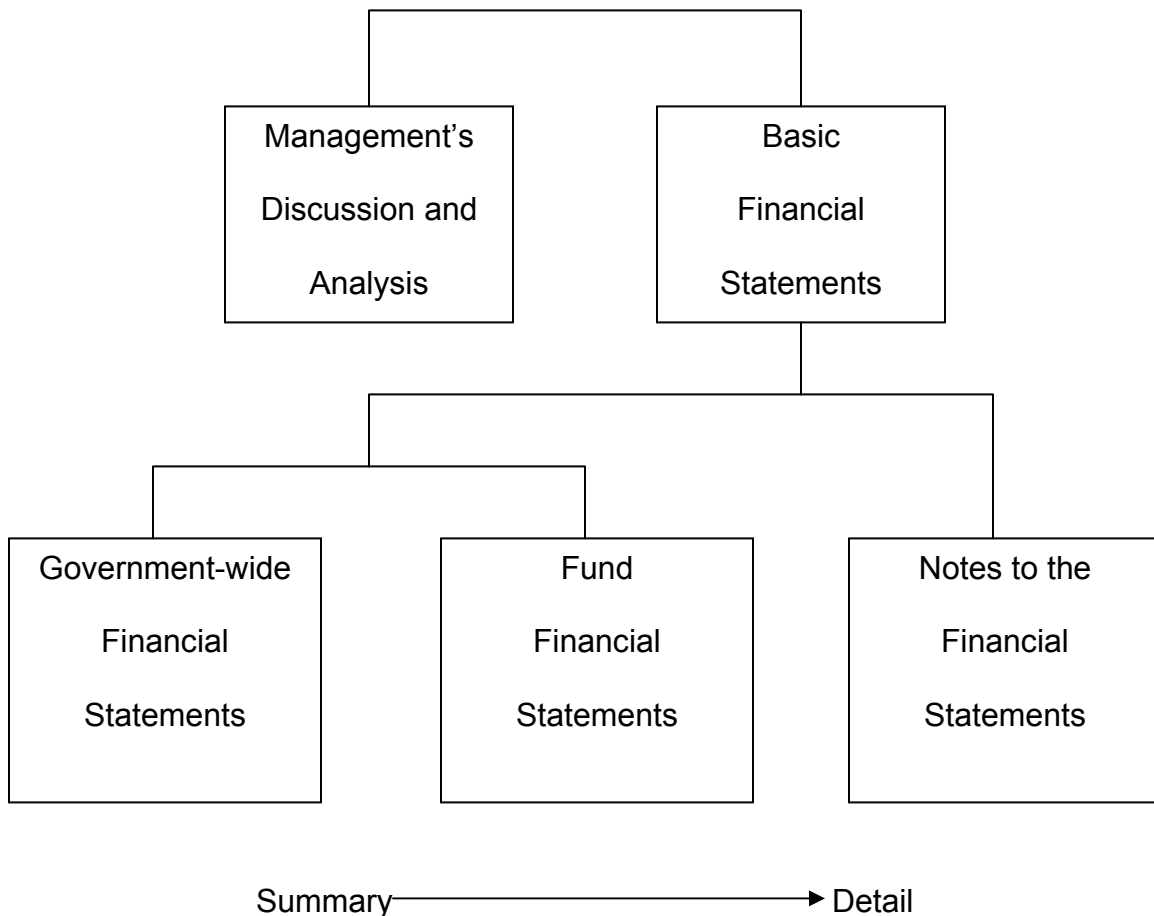 Management’s
Discussion and
Analysis
Basic
Financial
Statements
Government-wide
Financial
Statements
Fund
Financial
Statements
Notes to the
Financial
Statements
Summary
Detail